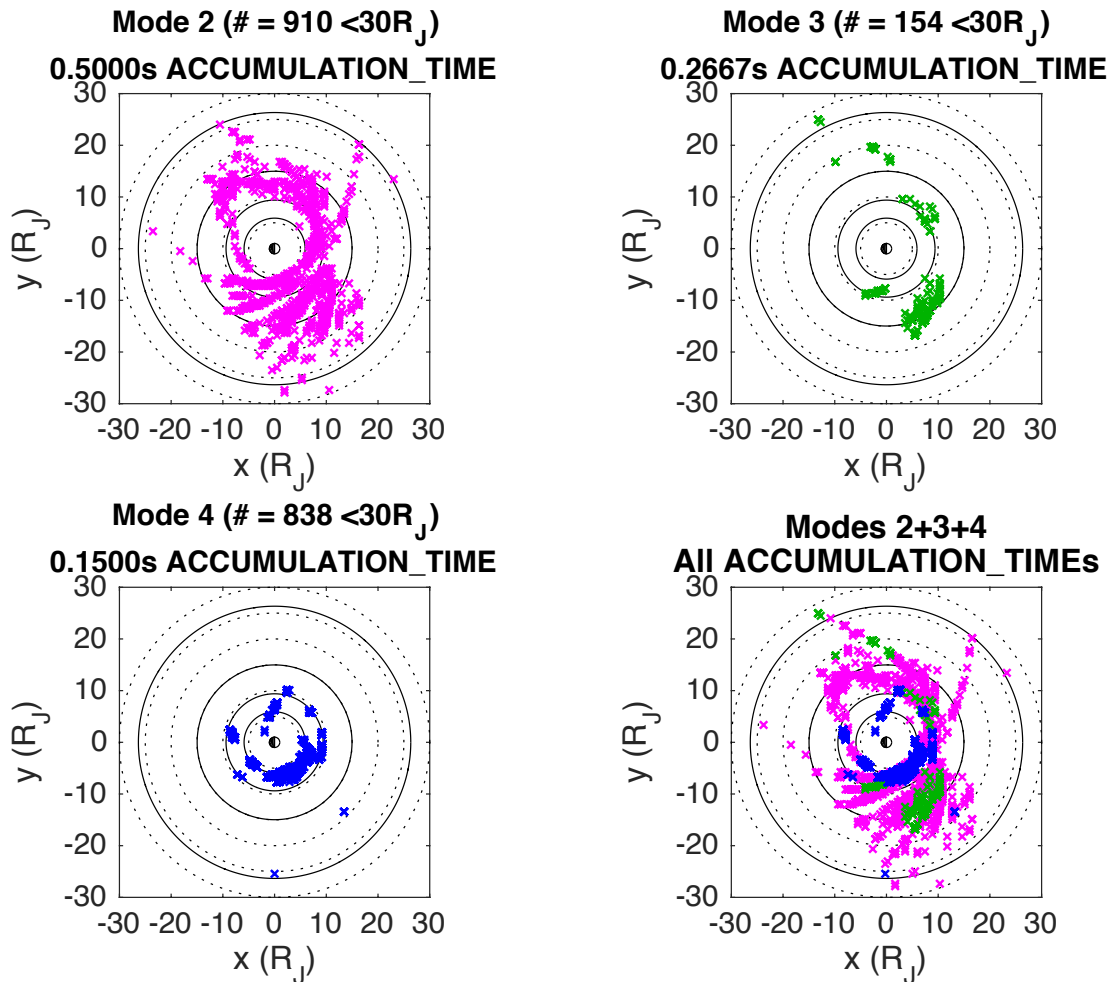 Mode 2 (# = 910 <30R_J)
0.5000s ACCUMULATION_TIME
30
20
10
0
-10
-20
-30
y (R_J)
-30 -20 -10 0 10 20 30
x (R_J)
Mode 3 (# = 154 <30R_J)
0.2667s ACCUMULATION_TIME
30
20
10
0
-10
-20
-30
y (R_J)
-30 -20 -10 0 10 20 30
x (R_J)
Mode 4 (# = 838 <30R_J)
0.1500s ACCUMULATION_TIME
30
20
10
0
-10
-20
-30
y (R_J)
-30 -20 -10 0 10 20 30
x (R_J)
Modes 2+3+4
All ACCUMULATION_TIMEs
30
20
10
0
-10
-20
-30
y (R_J)
-30 -20 -10 0 10 20 30
x (R_J)